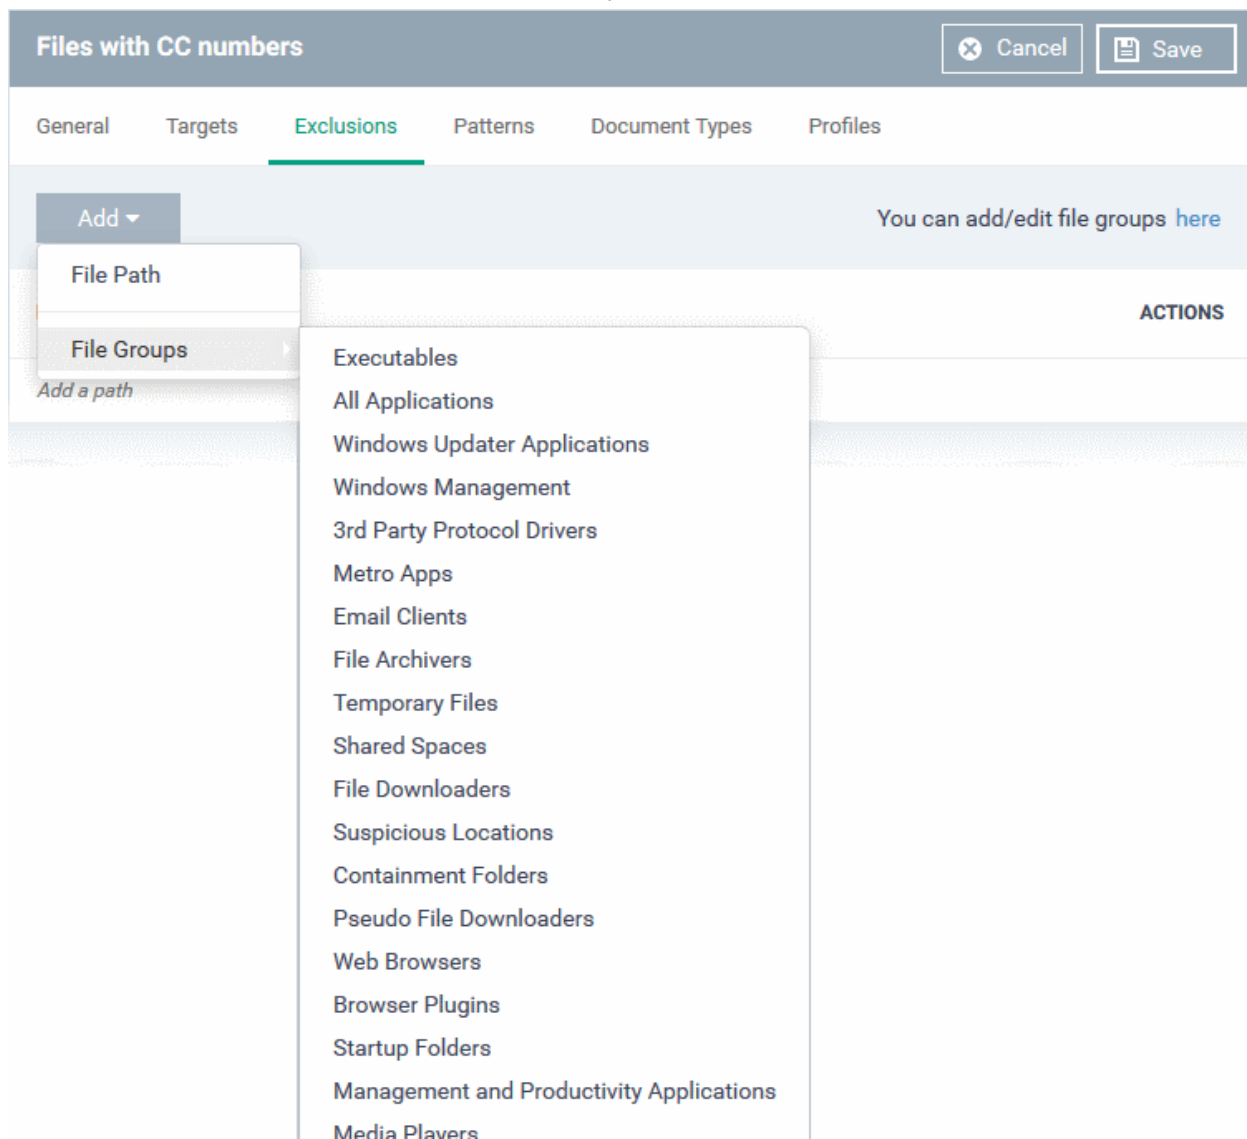 Files with CC numbers
Cancel
Save
General Targets Exclusions Patterns Document Types Profiles
Add
You can add/edit file groups here
File Path
ACTIONS
File Groups
Add a path
Executables
All Applications
Windows Updater Applications
Windows Management
3rd Party Protocol Drivers
Metro Apps
Email Clients
File Archivers
Temporary Files
Shared Spaces
File Downloaders
Suspicious Locations
Containment Folders
Pseudo File Downloaders
Web Browsers
Browser Plugins
Startup Folders
Management and Productivity Applications
Media Players